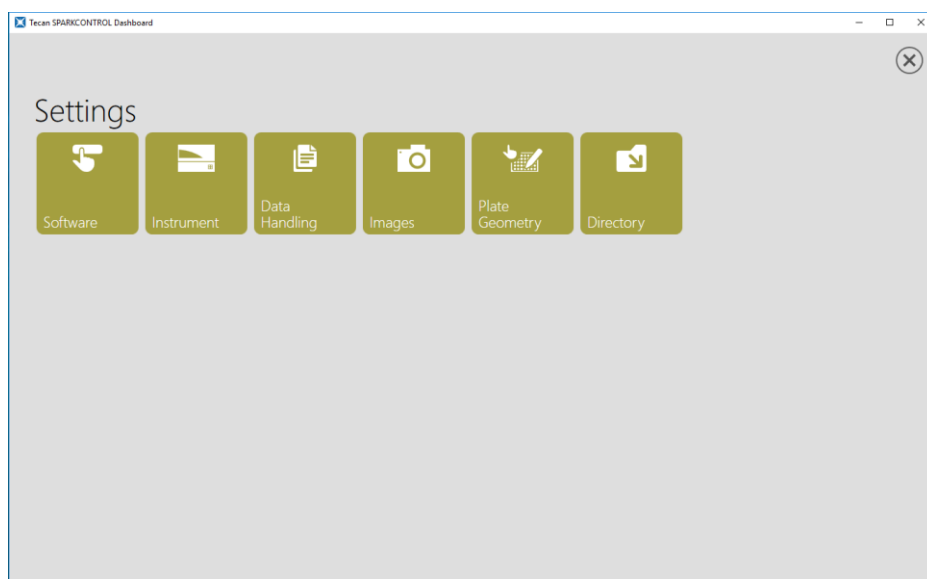 Tecan SPARKCONTROL Dashboard
Settings
Software
Instrument
Data
Handling
Images
Plate
Geometry
Directory